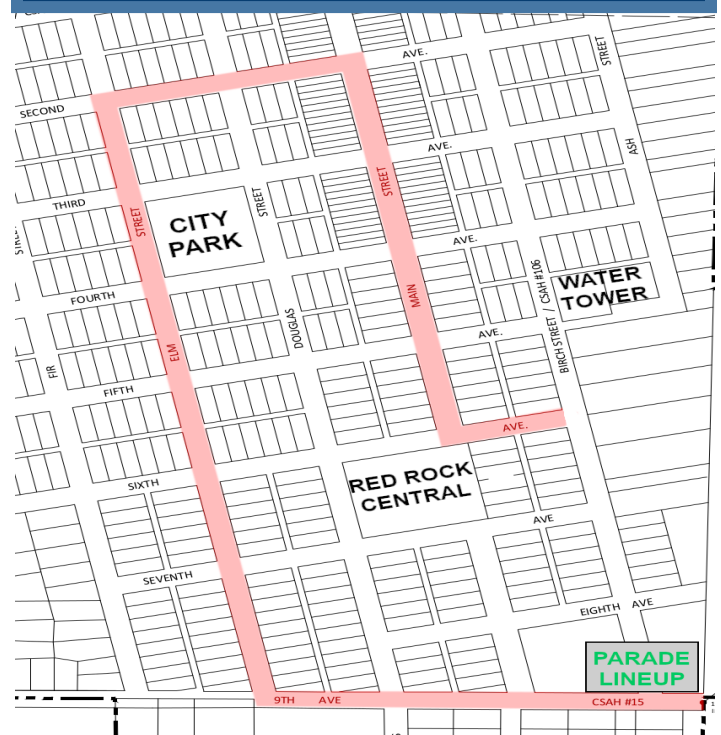 AVE.
STREET
SECOND
ASH
AVE.
THIRD
STREET
STREET
STREET
CITY
PARK
AVE.
BIRCH STREET / CSAH #106
WATER
TOWER
FOURTH
MAIN
DOUGLAS
AVE.
ELM
FIR
FIFTH
AVE.
RED ROCK
CENTRAL
SIXTH
AVE
SEVENTH
EIGHTH AVE
PARADE
LINEUP
9TH AVE
CSAH #15